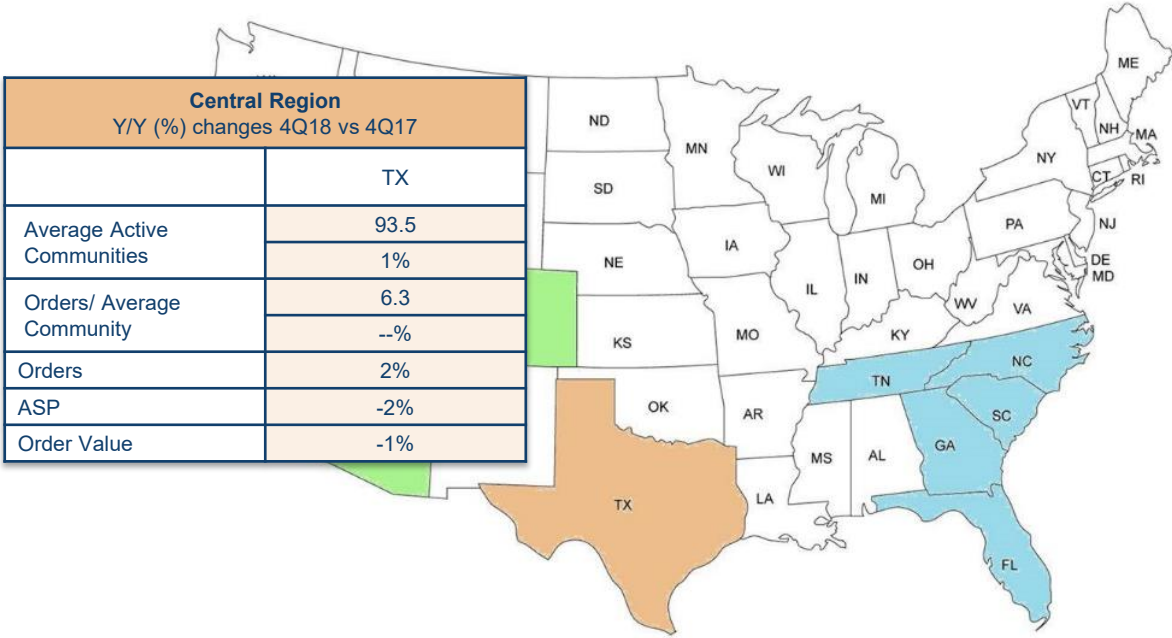 Central Region
Y/Y (%) changes 4Q18 vs 4Q17
TX
Average Active
Communities
93.5
1%
Orders/ Average
Community
6.3
--%
Orders
2%
ASP
-2%
Order Value
-1%
ME
VT
NH
MA
NY
CT
RI
ND
MN
WI
MI
SD
PA
NJ
IA
NE
OH
DE
MD
IL
IN
WV
VA
KS
MO
KY
NC
TN
OK
AR
SC
MS
AL
GA
LA
TX
FL